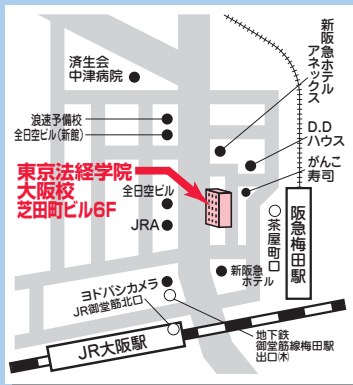 新阪急ホテル
アネックス
済生会
中津病院
浪速予備校
全日空ビル(新館)
D.D
ハウス
がんこ
寿司
東京法経学院
大阪校
芝田町ビル6F
全日空ビル
JRA
茶屋町口
阪急梅田駅
新阪急
ホテル
ヨドバシカメラ
JR御堂筋北口
地下鉄
御堂筋線梅田駅
出口㊍
JR大阪駅